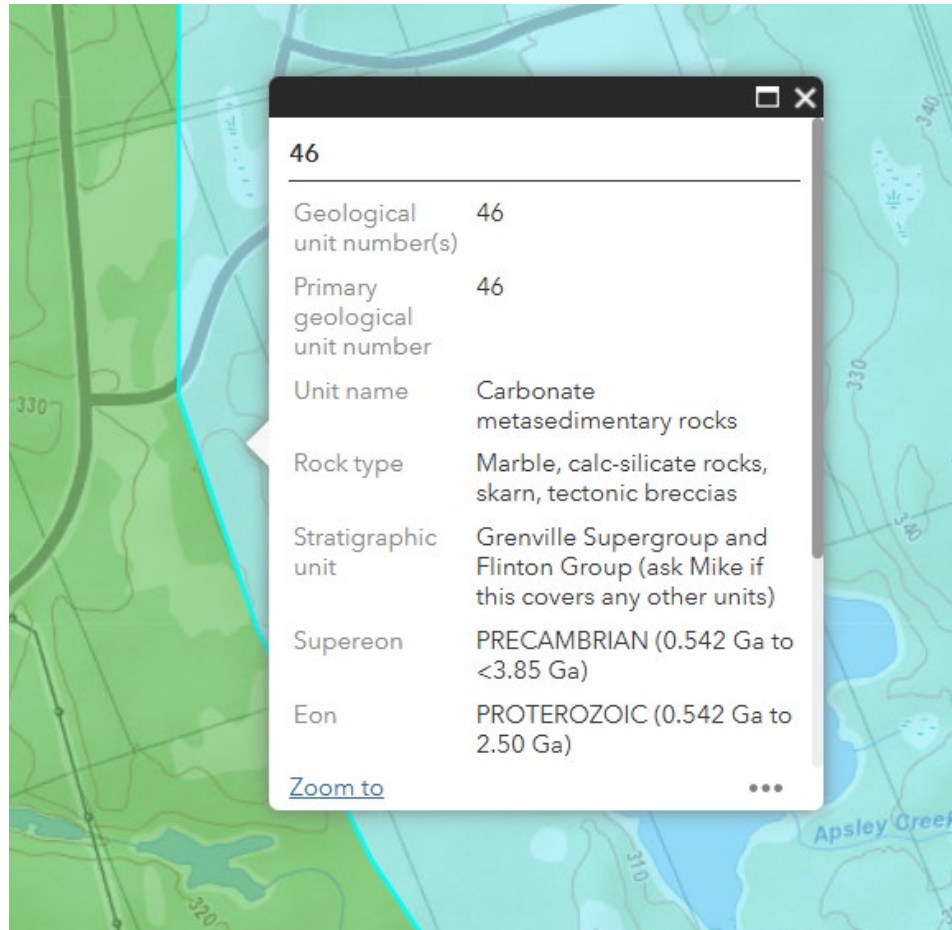 46
Geological 46
unit number(s)
Primary 46
geological
unit number
Unit name Carbonate
metasedimentary rocks
Rock type Marble, calc-silicate rocks,
skarn, tectonic breccias
Stratigraphic Grenville Supergroup and
unit Flinton Group (ask Mike if
this covers any other units)
Supereon PRECAMBRIAN (0.542 Ga to
<3.85 Ga)
Eon PROTEROZOIC (0.542 Ga to
2.50 Ga)
Zoom to
340
330
330
340
Apsley Creek
310
320